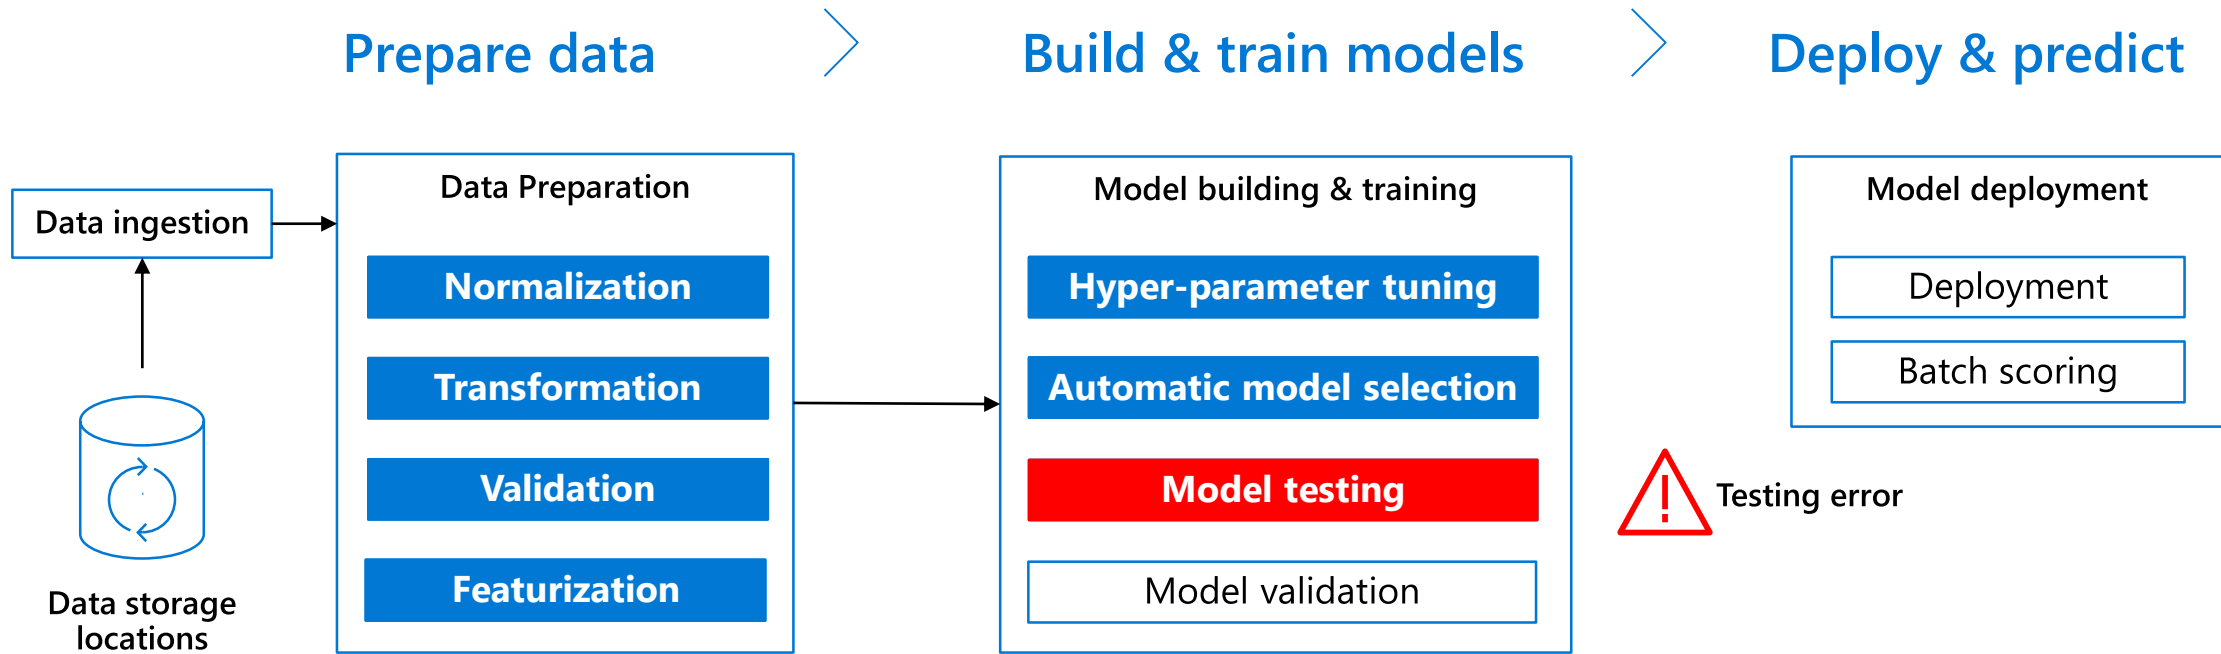 Prepare data
Build & train models
Deploy & predict
Data ingestion
Data storage
locations
Data Preparation
Normalization
Transformation
Validation
Featurization
Model building & training
Hyper-parameter tuning
Automatic model selection
Model testing
Model validation
Testing error
Model deployment
Deployment
Batch scoring